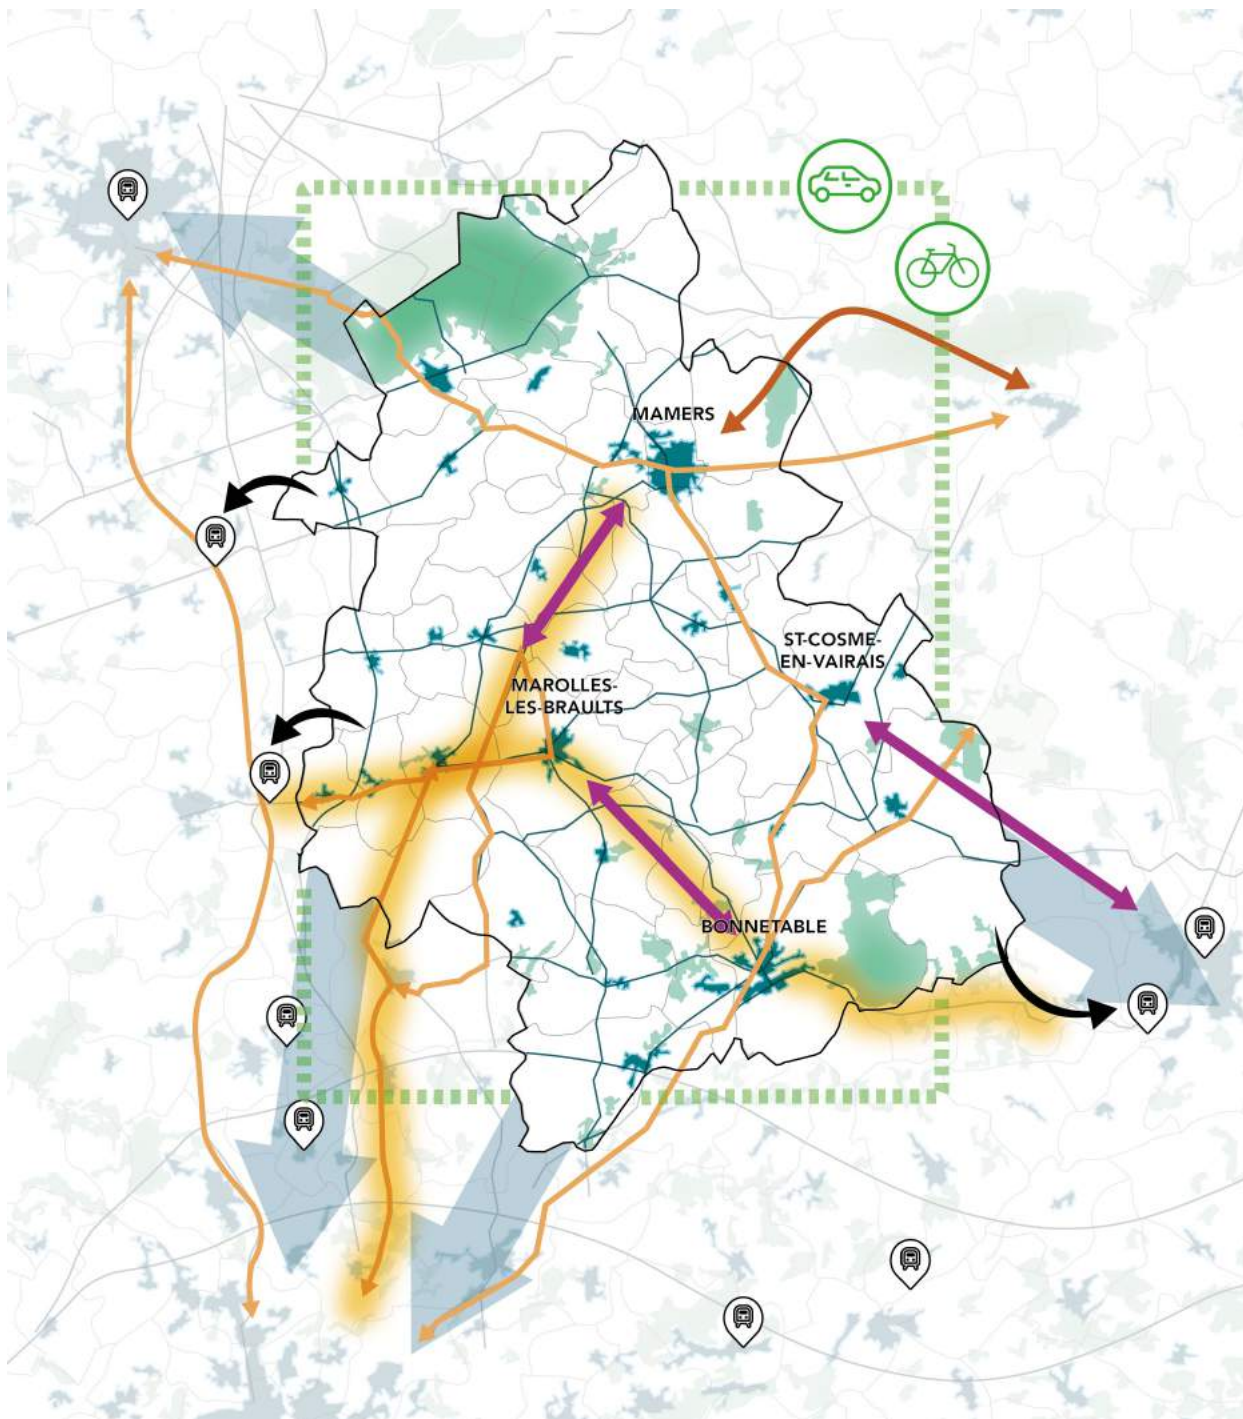 MAMERS
ST-COSME-
EN-VAIRAIS
MAROLLES-
LES-BRAULTS
BONNETABLE